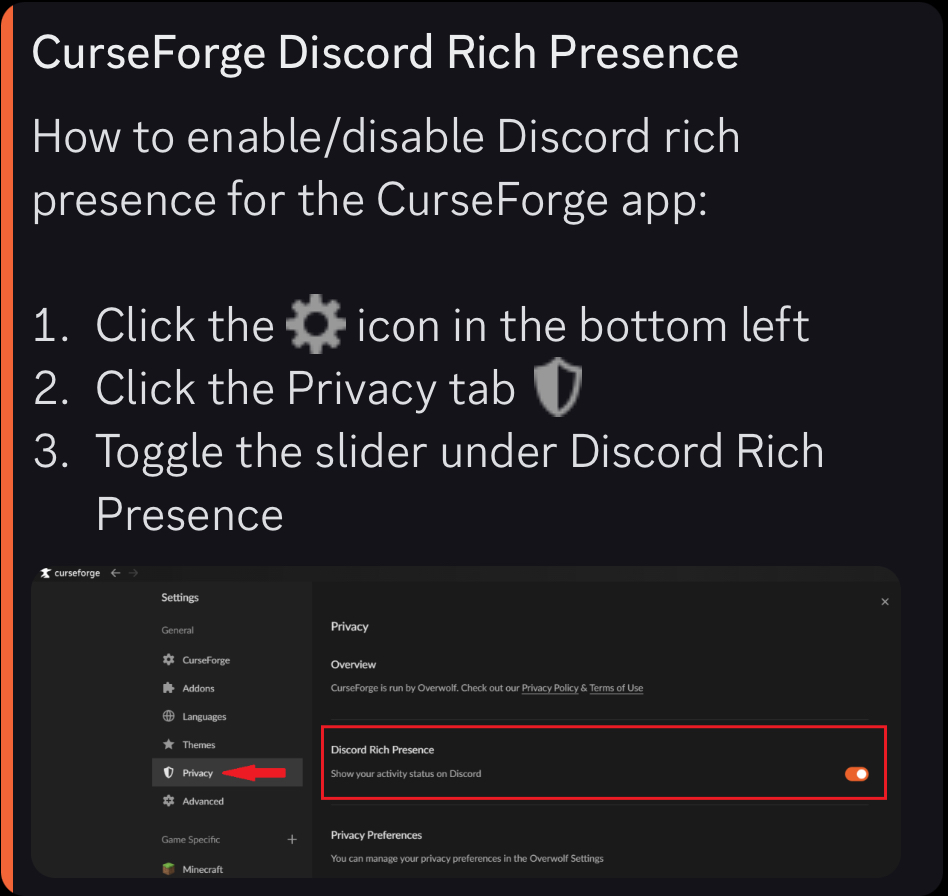 CurseForge Discord Rich Presence
How to enable/disable Discord rich
presence for the CurseForge app:
1. Click the icon in the bottom left
2. Click the Privacy tab
3. Toggle the slider under Discord Rich
Presence
curseforge
Settings
General
CurseForge
Addons
Languages
Themes
Privacy
Advanced
Game Specific +
Minecraft
Privacy
Overview
CurseForge is run by Overwolf. Check out our Privacy Policy & Terms of Use
Discord Rich Presence
Show your activity status on Discord
Privacy Preferences
You can manage your privacy preferences in the Overwolf Settings